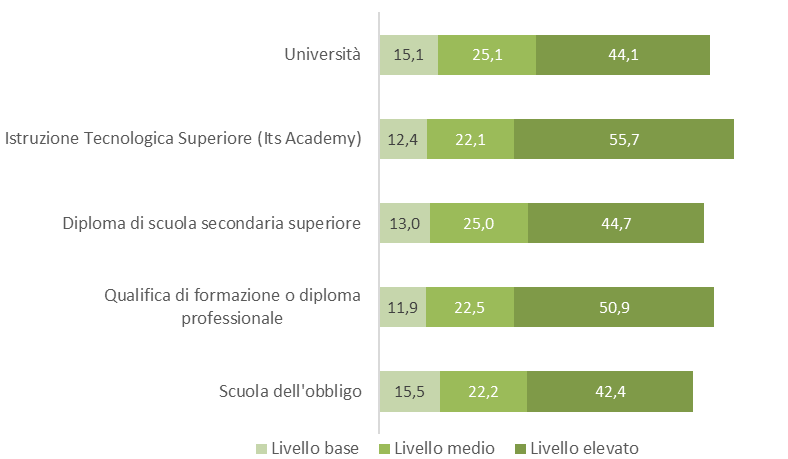 Università 15,1 25,1 44,1
Istruzione Tecnologica Superiore (Its Academy) 12,4 22,1 55,7
Diploma di scuola secondaria superiore 13,0 25,0 44,7
Qualifica di formazione o diploma
professionale 11,9 22,5 50,9
Scuola dell'obbligo 15,5 22,2 42,4
Livello base Livello medio Livello elevato